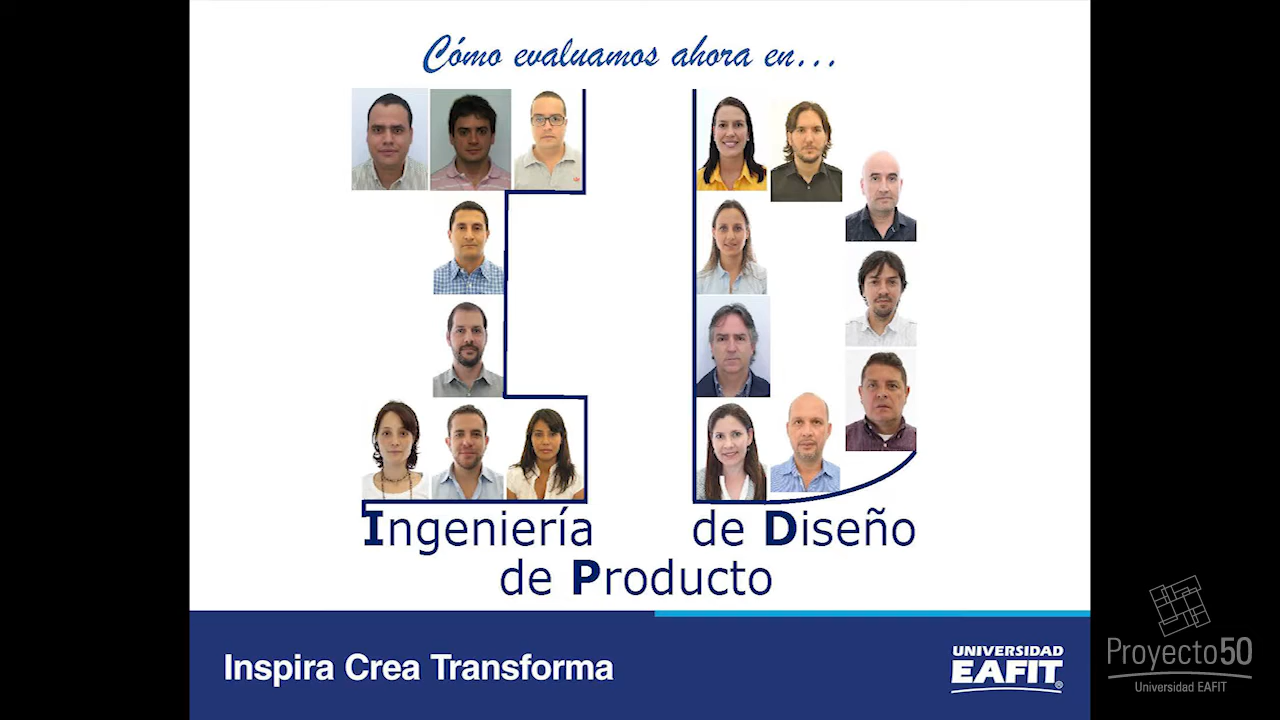 Cómo evaluamos ahora en...
Ingeniería de Diseño
de Producto
Inspira Crea Transforma
UNIVERSIDAD
EAFIT®
Proyecto50
Universidad EAFIT